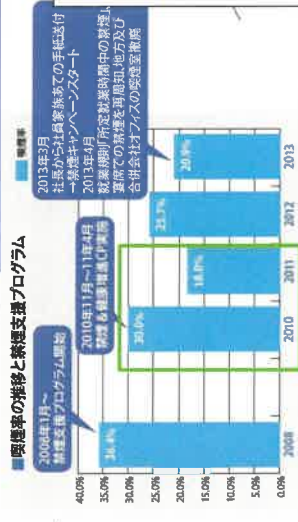 ■喫煙率の推移と禁煙支援プログラム
喫煙率
2008年1月～
禁煙支援プログラム開始
2010年11月～11年4月
禁煙&健康増進CP実施
2013年3月
社長から社員家族あての手紙送付
→禁煙キャンペーンスタート
2013年4月
就業規則「所定就業時間中の禁煙」、
宴席での禁煙を再周知、地方及び
合併会社オフィスの喫煙室撤廃
40.0%
35.0%
30.0%
25.0%
20.0%
15.0%
10.0%
5.0%
0.0%
36.4%
30.0%
18.0%
25.7%
20.9%
2008
2010
2011
2012
2013